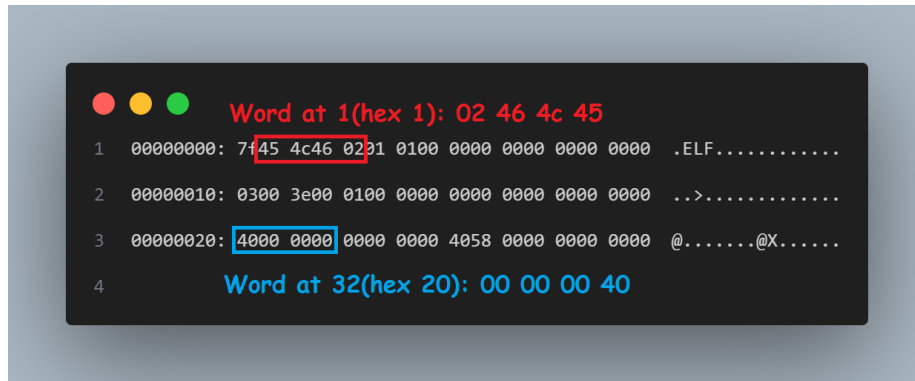 Word at 1(hex 1): 02 46 4c 45
1 00000000: 7f45 4c46 0201 0100 0000 0000 0000 0000 .ELF............
2 00000010: 0300 3e00 0100 0000 0000 0000 0000 0000 ..>.............
3 00000020: 4000 0000 0000 0000 4058 0000 0000 0000 @.......@X......
4
Word at 32(hex 20): 00 00 00 40